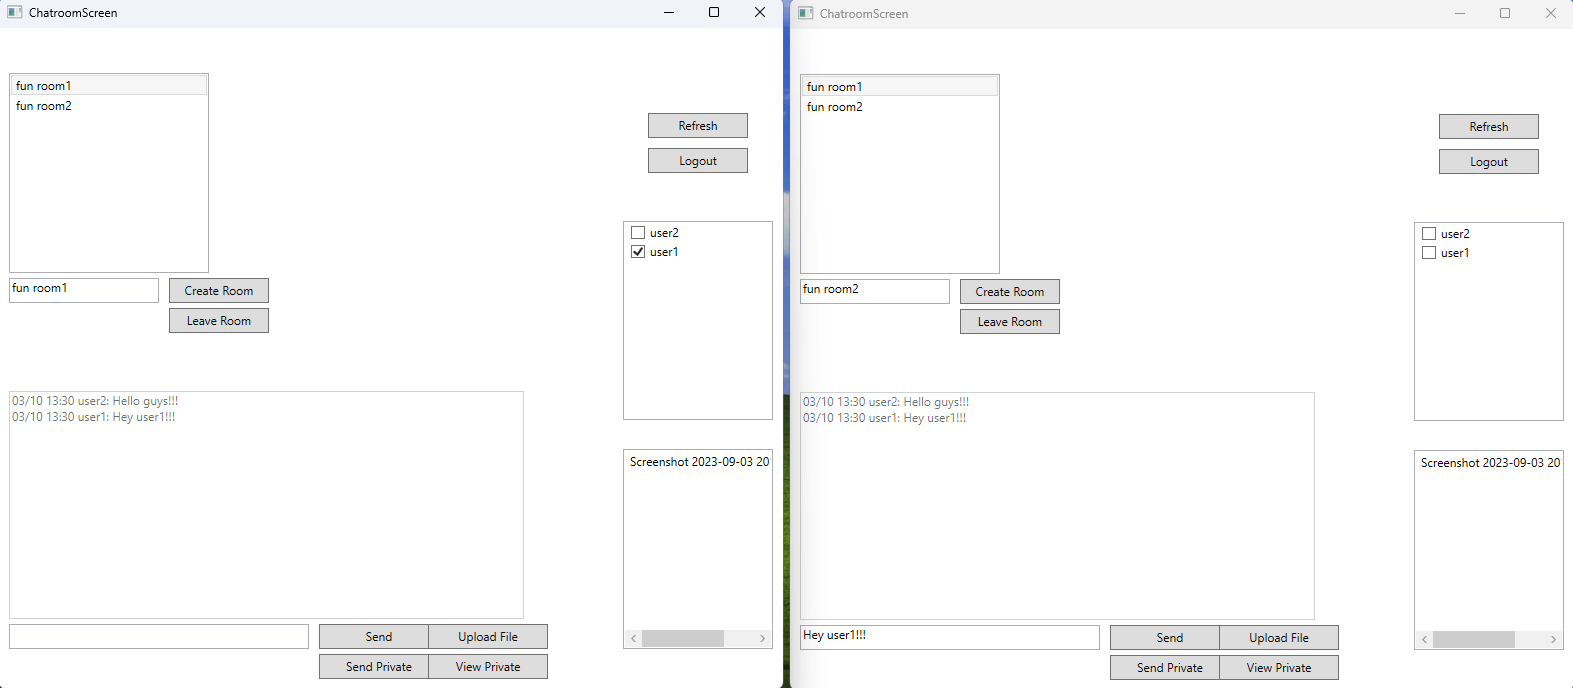 ChatroomScreen
fun room1
fun room2
Refresh
Logout
user2
user1
fun room1
Create Room
Leave Room
03/10 13:30 user2: Hello guys!!!
03/10 13:30 user1: Hey user1!!!
Screenshot 2023-09-03 20
Send
Upload File
Send Private
View Private
ChatroomScreen
fun room1
fun room2
Refresh
Logout
user2
user1
fun room2
Create Room
Leave Room
03/10 13:30 user2: Hello guys!!!
03/10 13:30 user1: Hey user1!!!
Screenshot 2023-09-03 20
Hey user1!!!
Send
Upload File
Send Private
View Private